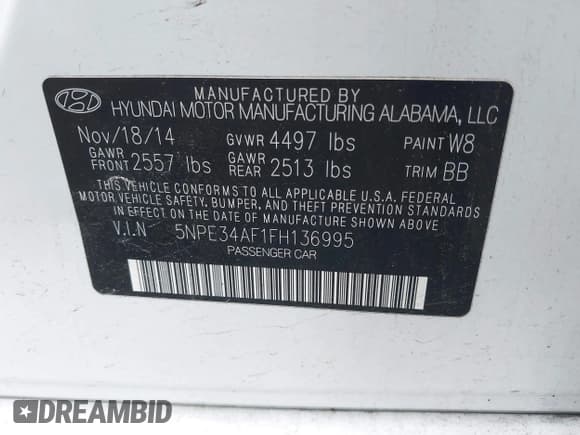 MANUFACTURED BY
HYUNDAI MOTOR MANUFACTURING ALABAMA, LLC
Nov/18/14 GVWR 4497 lbs PAINT W8
GAWR FRONT 2557 lbs GAWR REAR 2513 lbs TRIM BB
THIS VEHICLE CONFORMS TO ALL APPLICABLE U.S.A. FEDERAL
MOTOR VEHICLE SAFETY, BUMPER, AND THEFT PREVENTION STANDARDS
IN EFFECT ON THE DATE OF MANUFACTURE SHOWN ABOVE.
V.I.N 5NPE34AF1FH136995
PASSENGER CAR
DREAMBID